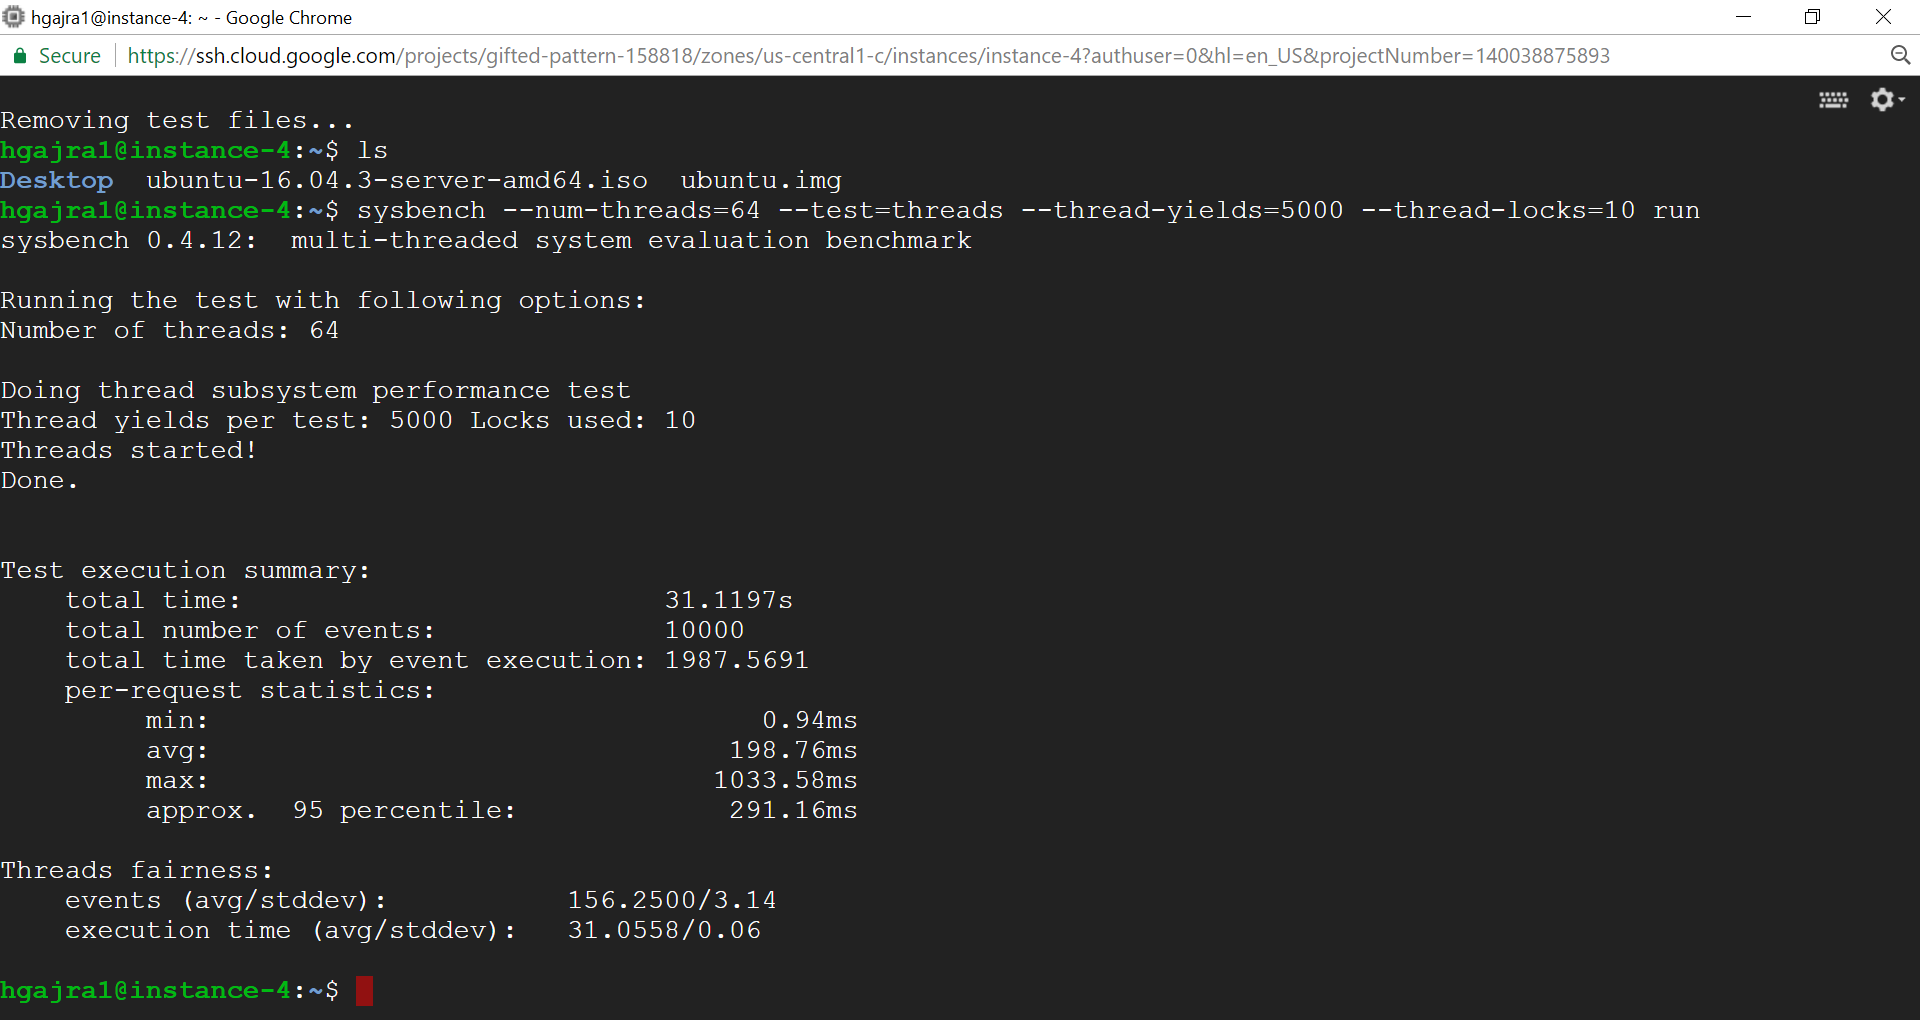 hgajra1@instance-4: ~ - Google Chrome
Secure https://ssh.cloud.google.com/projects/gifted-pattern-158818/zones/us-central1-c/instances/instance-4?authuser=0&hl=en_US&projectNumber=140038875893
Removing test files...
hgajra1@instance-4:~$ ls
Desktop  ubuntu-16.04.3-server-amd64.iso  ubuntu.img
hgajra1@instance-4:~$ sysbench --num-threads=64 --test=threads --thread-yields=5000 --thread-locks=10 run
sysbench 0.4.12:  multi-threaded system evaluation benchmark
Running the test with following options:
Number of threads: 64
Doing thread subsystem performance test
Thread yields per test: 5000 Locks used: 10
Threads started!
Done.
Test execution summary:
    total time:                          31.1197s
    total number of events:              10000
    total time taken by event execution: 1987.5691
    per-request statistics:
         min:                                  0.94ms
         avg:                                198.76ms
         max:                               1033.58ms
         approx.  95 percentile:             291.16ms
Threads fairness:
    events (avg/stddev):           156.2500/3.14
    execution time (avg/stddev):   31.0558/0.06
hgajra1@instance-4:~$